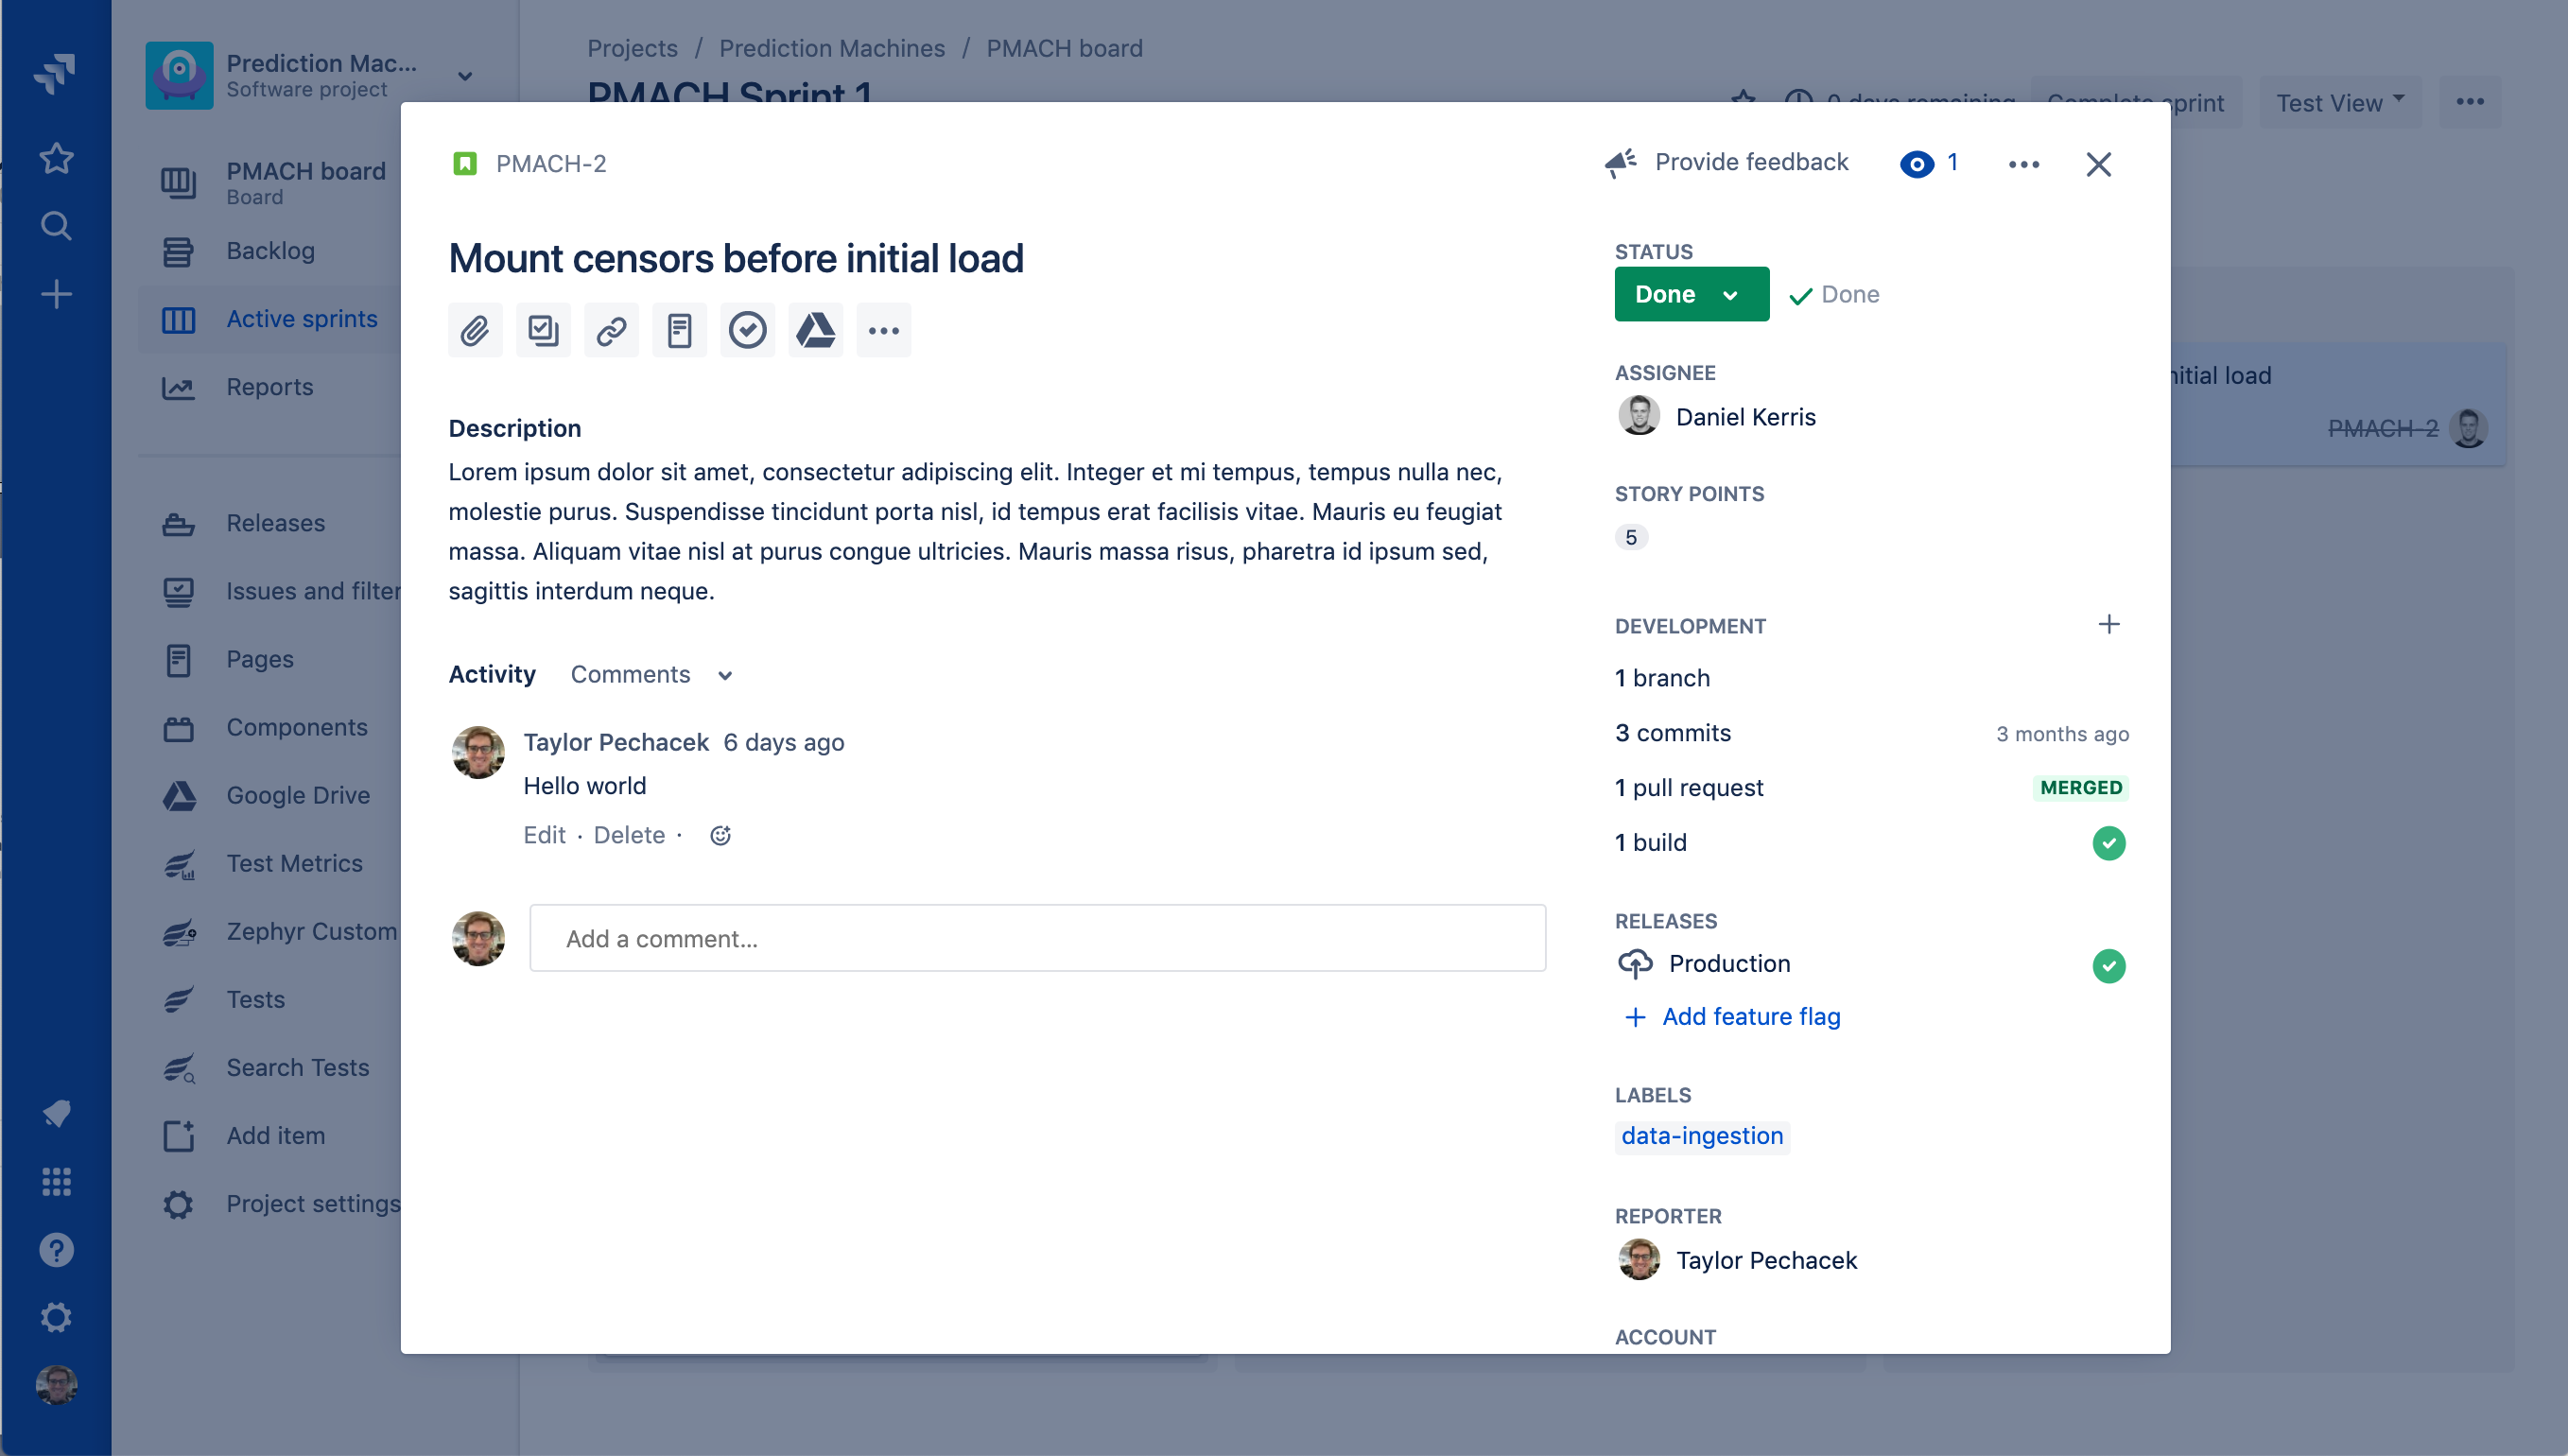 Prediction Mac...
Software project
PMACH board
Board
Backlog
Active sprints
Reports
Releases
Issues and filter
Pages
Components
Google Drive
Test Metrics
Zephyr Custom
Tests
Search Tests
Add item
Project settings
Projects / Prediction Machines / PMACH board
PMACH Sprint 1
0 days remaining
Complete sprint
Test View
PMACH-2
Provide feedback
1
Mount censors before initial load
Description
Lorem ipsum dolor sit amet, consectetur adipiscing elit. Integer et mi tempus, tempus nulla nec,
molestie purus. Suspendisse tincidunt porta nisl, id tempus erat facilisis vitae. Mauris eu feugiat
massa. Aliquam vitae nisl at purus congue ultricies. Mauris massa risus, pharetra id ipsum sed,
sagittis interdum neque.
Activity Comments
Taylor Pechacek 6 days ago
Hello world
Edit · Delete ·
Add a comment...
STATUS
Done
Done
ASSIGNEE
Daniel Kerris
STORY POINTS
5
DEVELOPMENT
1 branch
3 commits 3 months ago
1 pull request MERGED
1 build
RELEASES
Production
Add feature flag
LABELS
data-ingestion
REPORTER
Taylor Pechacek
ACCOUNT
nitial load
PMACH-2